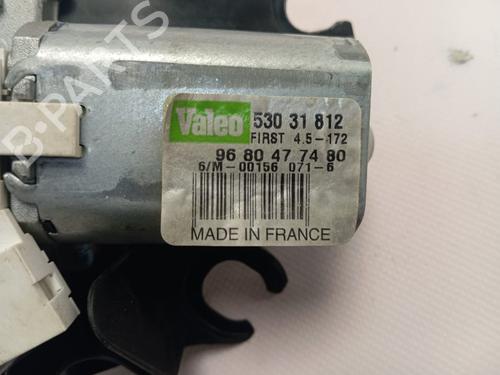 Valeo 530 31 812
FIRST 4.5-172
96 80 47 74 80
6/M-00156 071-6
MADE IN FRANCE
B-PARTS